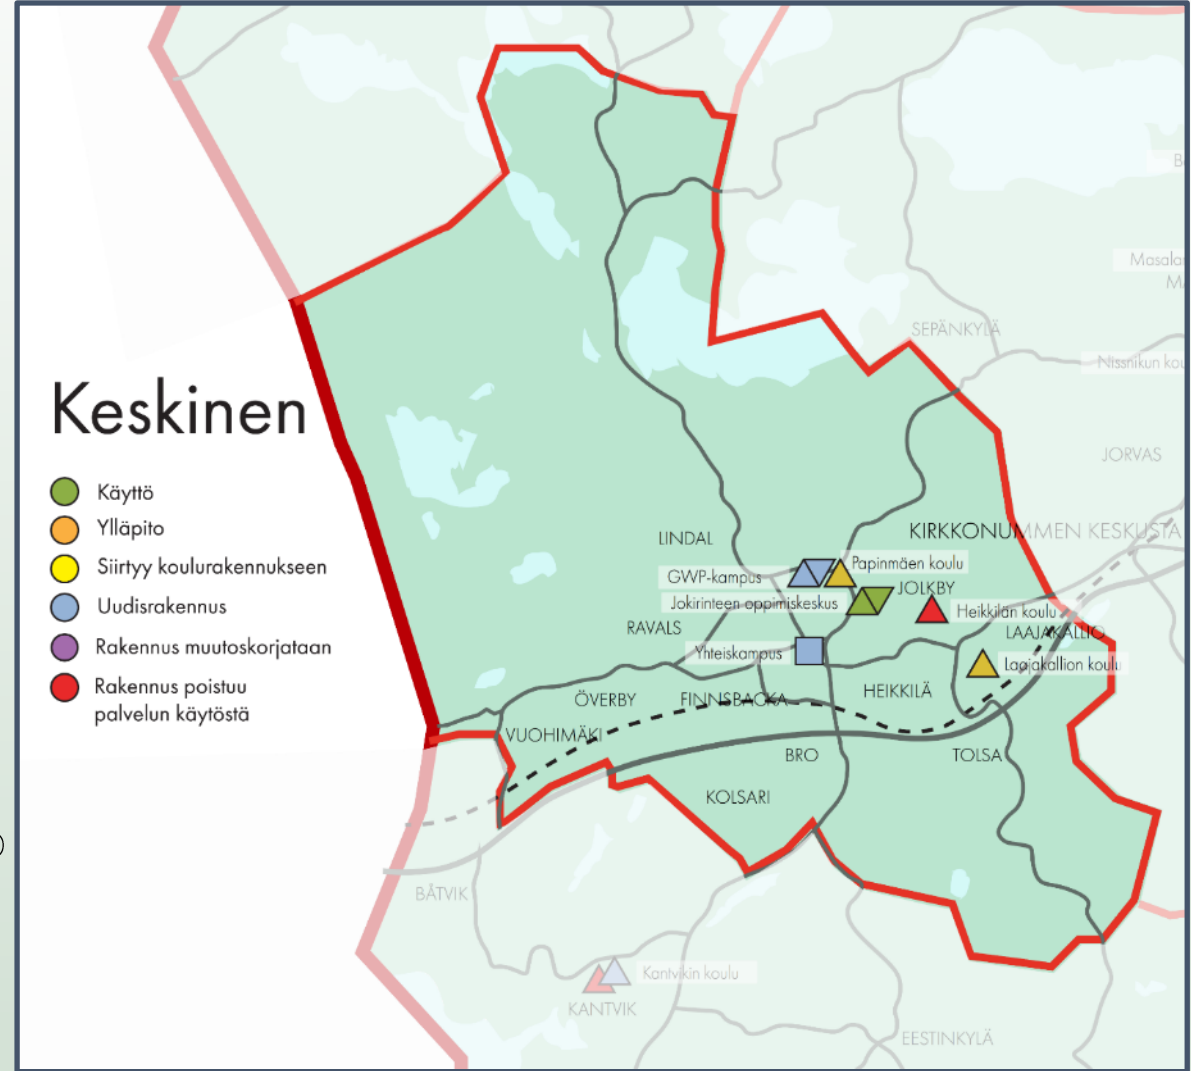 B
Masala
MA
SEPÄNKYLÄ
Nissnikun kou
Keskinen
Käyttö
Ylläpito
Siirtyy koulurakennukseen
Uudisrakennus
Rakennus muutoskorjataan
Rakennus poistuu
palvelun käytöstä
JORVAS
KIRKKONUMMEN KESKUSTA
LINDAL
Papinmäen koulu
GWP-kampus
JOLKBY
Jokirinteen oppimiskeskus
Heikkilän koulu
RAVALS
LAAJAKALLIO
Yhteiskampus
Laajakallion koulu
HEIKKILÄ
ÖVERBY
FINNSBACKA
VUOHIMÄKI
BRO
TOLSA
KOLSARI
)
BÅTVIK
Kantvikin koulu
KANTVIK
EESTINKYLÄ